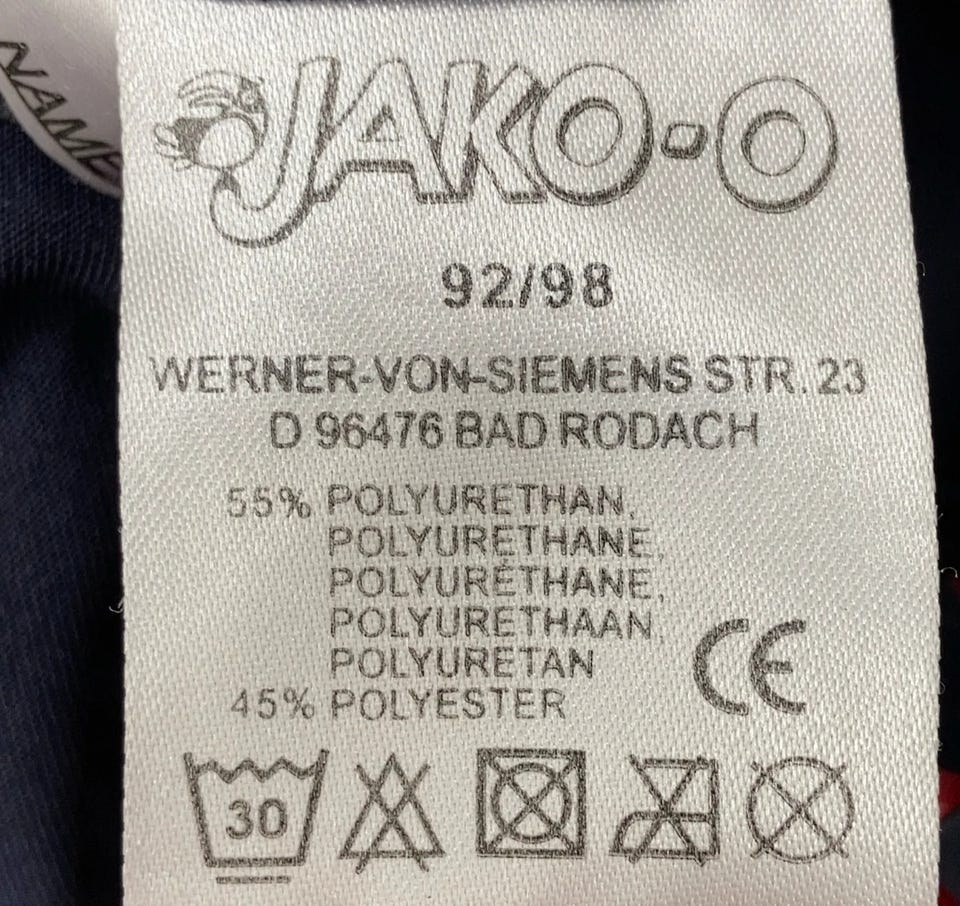 NAME
JAKO-O
92/98
WERNER-VON-SIEMENS STR. 23
D 96476 BAD RODACH
55% POLYURETHAN,
POLYURETHANE,
POLYURÉTHANE,
POLYURETHAAN,
POLYURETAN
45% POLYESTER
CE
30